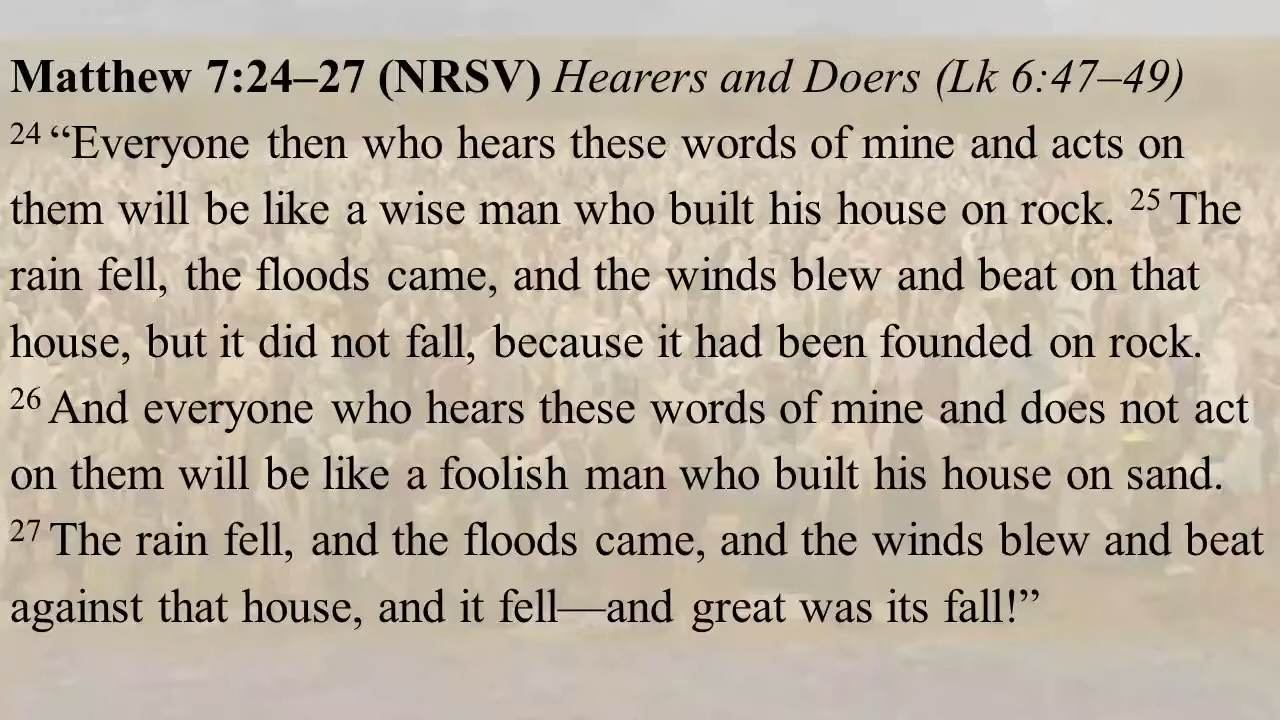 Matthew 7:24–27 (NRSV) Hearers and Doers (Lk 6:47–49)
24 “Everyone then who hears these words of mine and acts on
them will be like a wise man who built his house on rock. 25 The
rain fell, the floods came, and the winds blew and beat on that
house, but it did not fall, because it had been founded on rock.
26 And everyone who hears these words of mine and does not act
on them will be like a foolish man who built his house on sand.
27 The rain fell, and the floods came, and the winds blew and beat
against that house, and it fell—and great was its fall!”